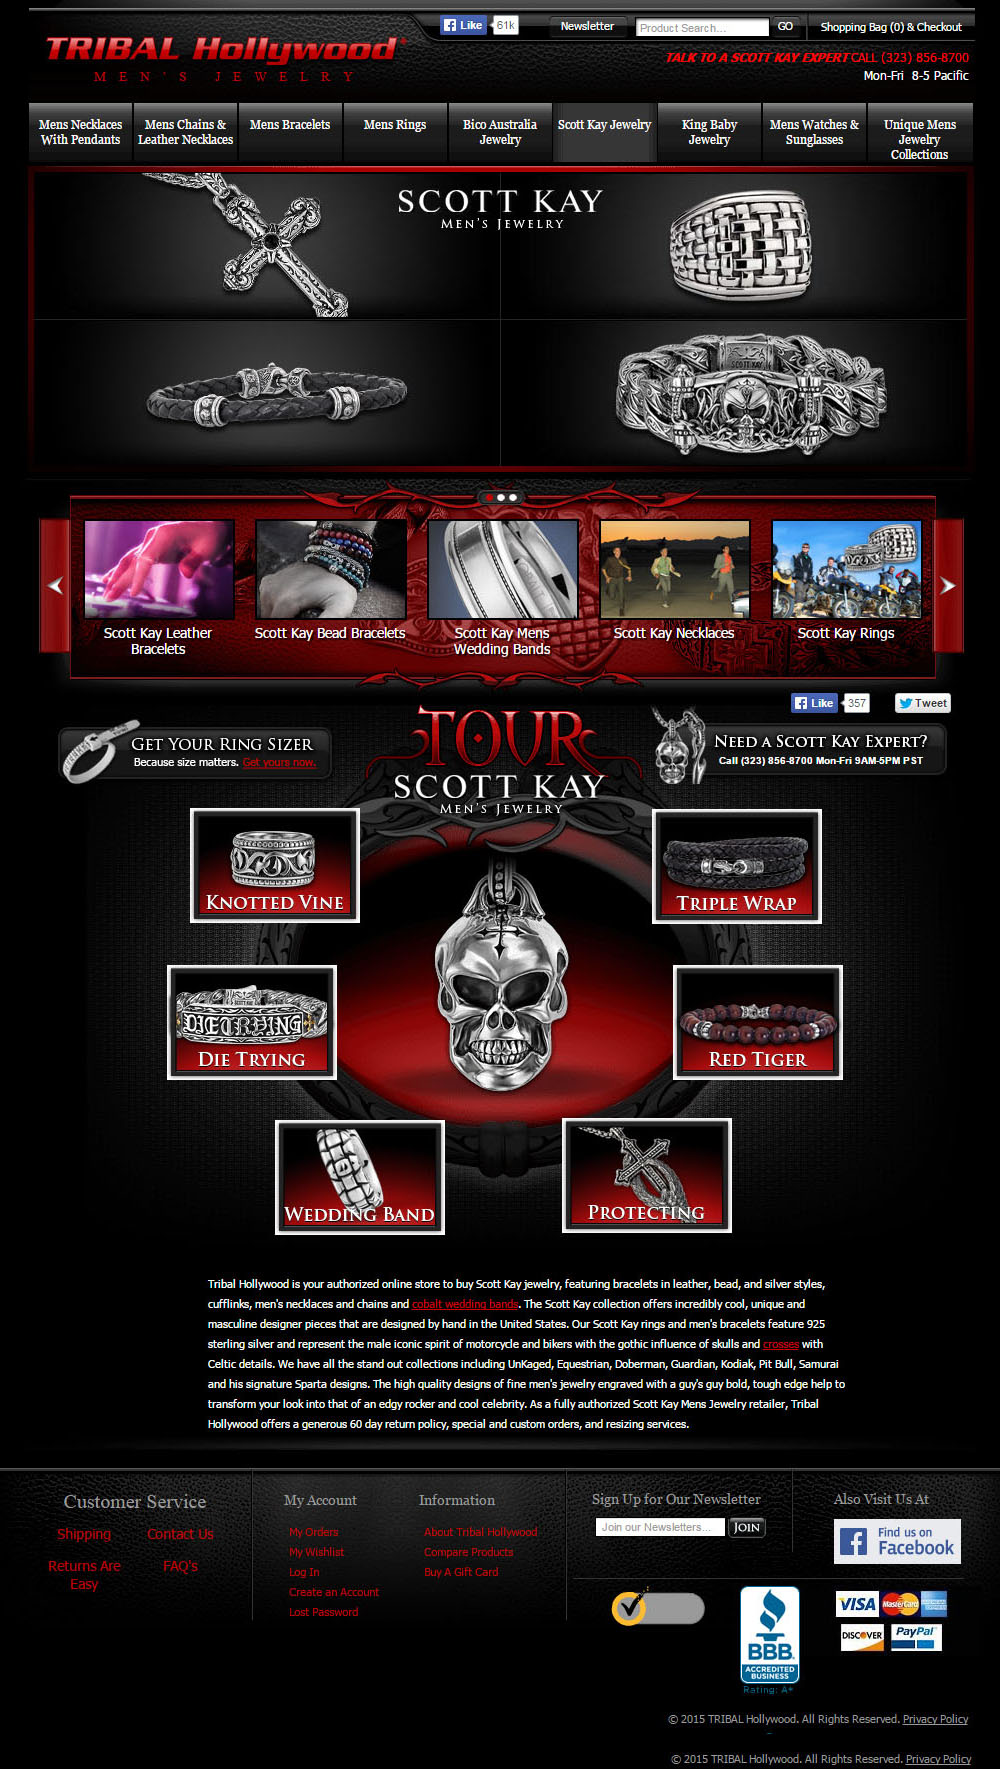 Like 61k
Newsletter
Product Search...
GO
Shopping Bag (0) & Checkout
TRIBAL Hollywood
MEN'S JEWELRY
TALK TO A SCOTT KAY EXPERT CALL (323) 856-8700
Mon-Fri 8-5 Pacific
Mens Necklaces
With Pendants
Mens Chains &
Leather Necklaces
Mens Bracelets
Mens Rings
Bico Australia
Jewelry
Scott Kay Jewelry
King Baby
Jewelry
Mens Watches &
Sunglasses
Unique Mens
Jewelry
Collections
SCOTT KAY
MEN'S JEWELRY
SCOTT KAY
Scott Kay Leather
Bracelets
Scott Kay Bead Bracelets
Scott Kay Mens
Wedding Bands
Scott Kay Necklaces
Scott Kay Rings
Like 357
Tweet
GET YOUR RING SIZER
Because size matters. Get yours now.
TOUR
SCOTT KAY
MEN'S JEWELRY
NEED A SCOTT KAY EXPERT?
Call (323) 856-8700 Mon-Fri 9AM-5PM PST
KNOTTED VINE
TRIPLE WRAP
DIE TRYING
DIE TRYING
RED TIGER
WEDDING BAND
PROTECTING
Tribal Hollywood is your authorized online store to buy Scott Kay jewelry, featuring bracelets in leather, bead, and silver styles,
cufflinks, men's necklaces and chains and cobalt wedding bands. The Scott Kay collection offers incredibly cool, unique and
masculine designer pieces that are designed by hand in the United States. Our Scott Kay rings and men's bracelets feature 925
sterling silver and represent the male iconic spirit of motorcycle and bikers with the gothic influence of skulls and crosses with
Celtic details. We have all the stand out collections including UnKaged, Equestrian, Doberman, Guardian, Kodiak, Pit Bull, Samurai
and his signature Sparta designs. The high quality designs of fine men's jewelry engraved with a guy's guy bold, tough edge help to
transform your look into that of an edgy rocker and cool celebrity. As a fully authorized Scott Kay Mens Jewelry retailer, Tribal
Hollywood offers a generous 60 day return policy, special and custom orders, and resizing services.
Customer Service
Shipping
Contact Us
Returns Are
Easy
FAQ's
My Account
My Orders
My Wishlist
Log In
Create an Account
Lost Password
Information
About Tribal Hollywood
Compare Products
Buy A Gift Card
Sign Up for Our Newsletter
Join our Newsletters...
JOIN
Also Visit Us At
Find us on
Facebook
BBB.
ACCREDITED
BUSINESS
Rating: A+
VISA
MasterCard
AMERICAN EXPRESS
DISCOVER
PayPal
© 2015 TRIBAL Hollywood. All Rights Reserved. Privacy Policy
© 2015 TRIBAL Hollywood. All Rights Reserved. Privacy Policy